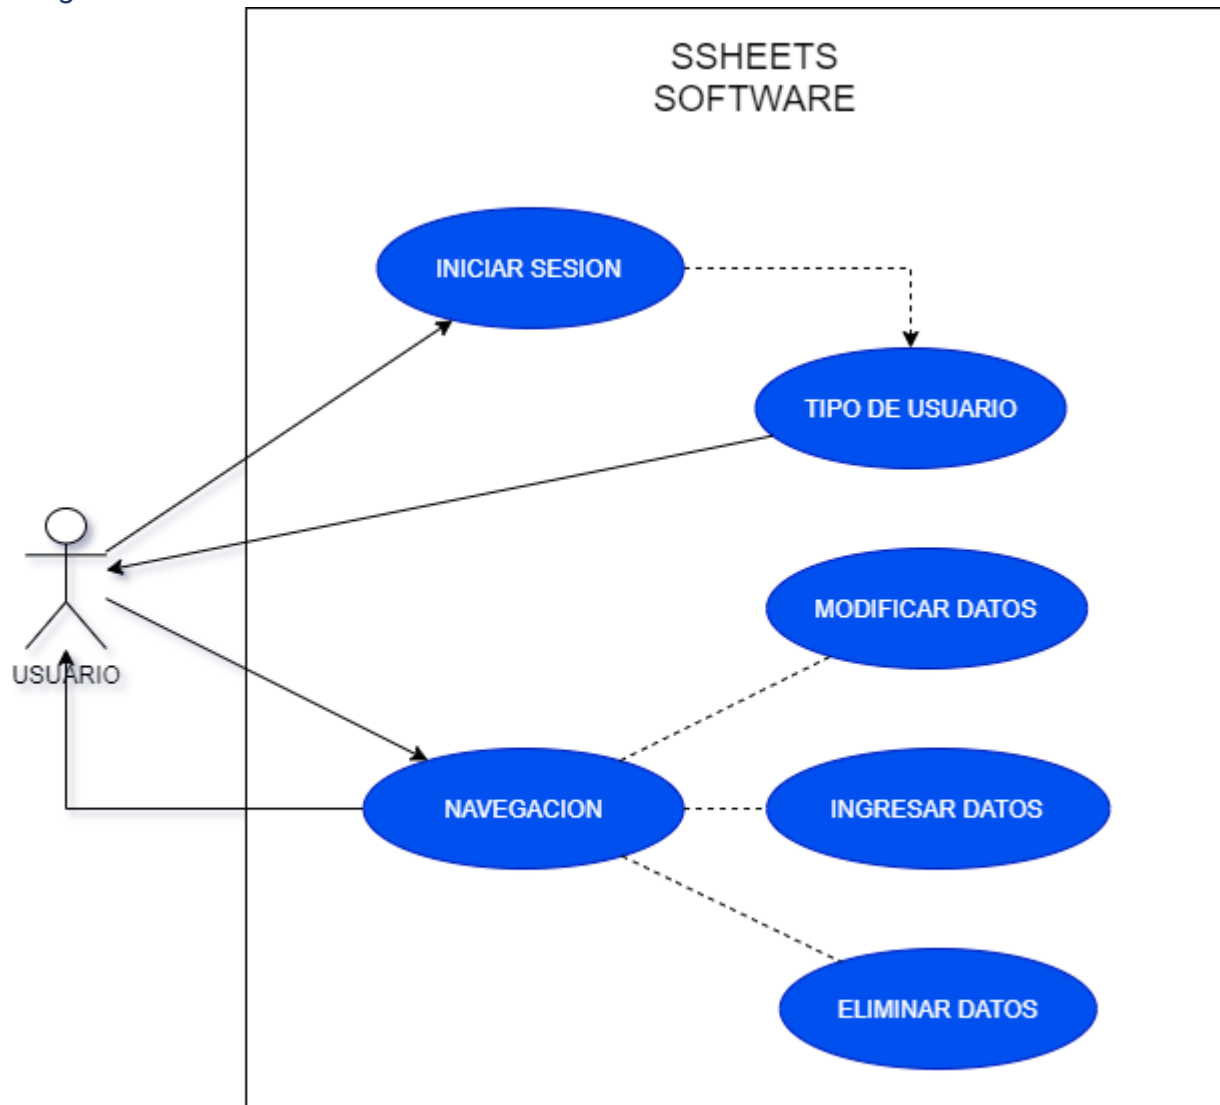 SSHEETS
SOFTWARE
INICIAR SESION
TIPO DE USUARIO
MODIFICAR DATOS
USUARIO
NAVEGACION
INGRESAR DATOS
ELIMINAR DATOS